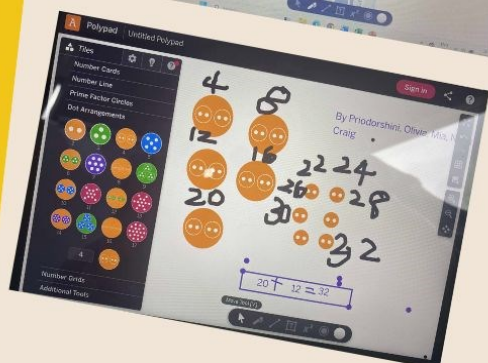 Polypad Untitled Polypad
Sign in
Tiles
Number Cards
Number Line
Prime Factor Circles
Dot Arrangements
4
Number Grids
Additional Tools
4 8
12 16
20
By Priodorshini, Olivia,
Craig
22 24
26 28
30
32
20 + 12 = 32